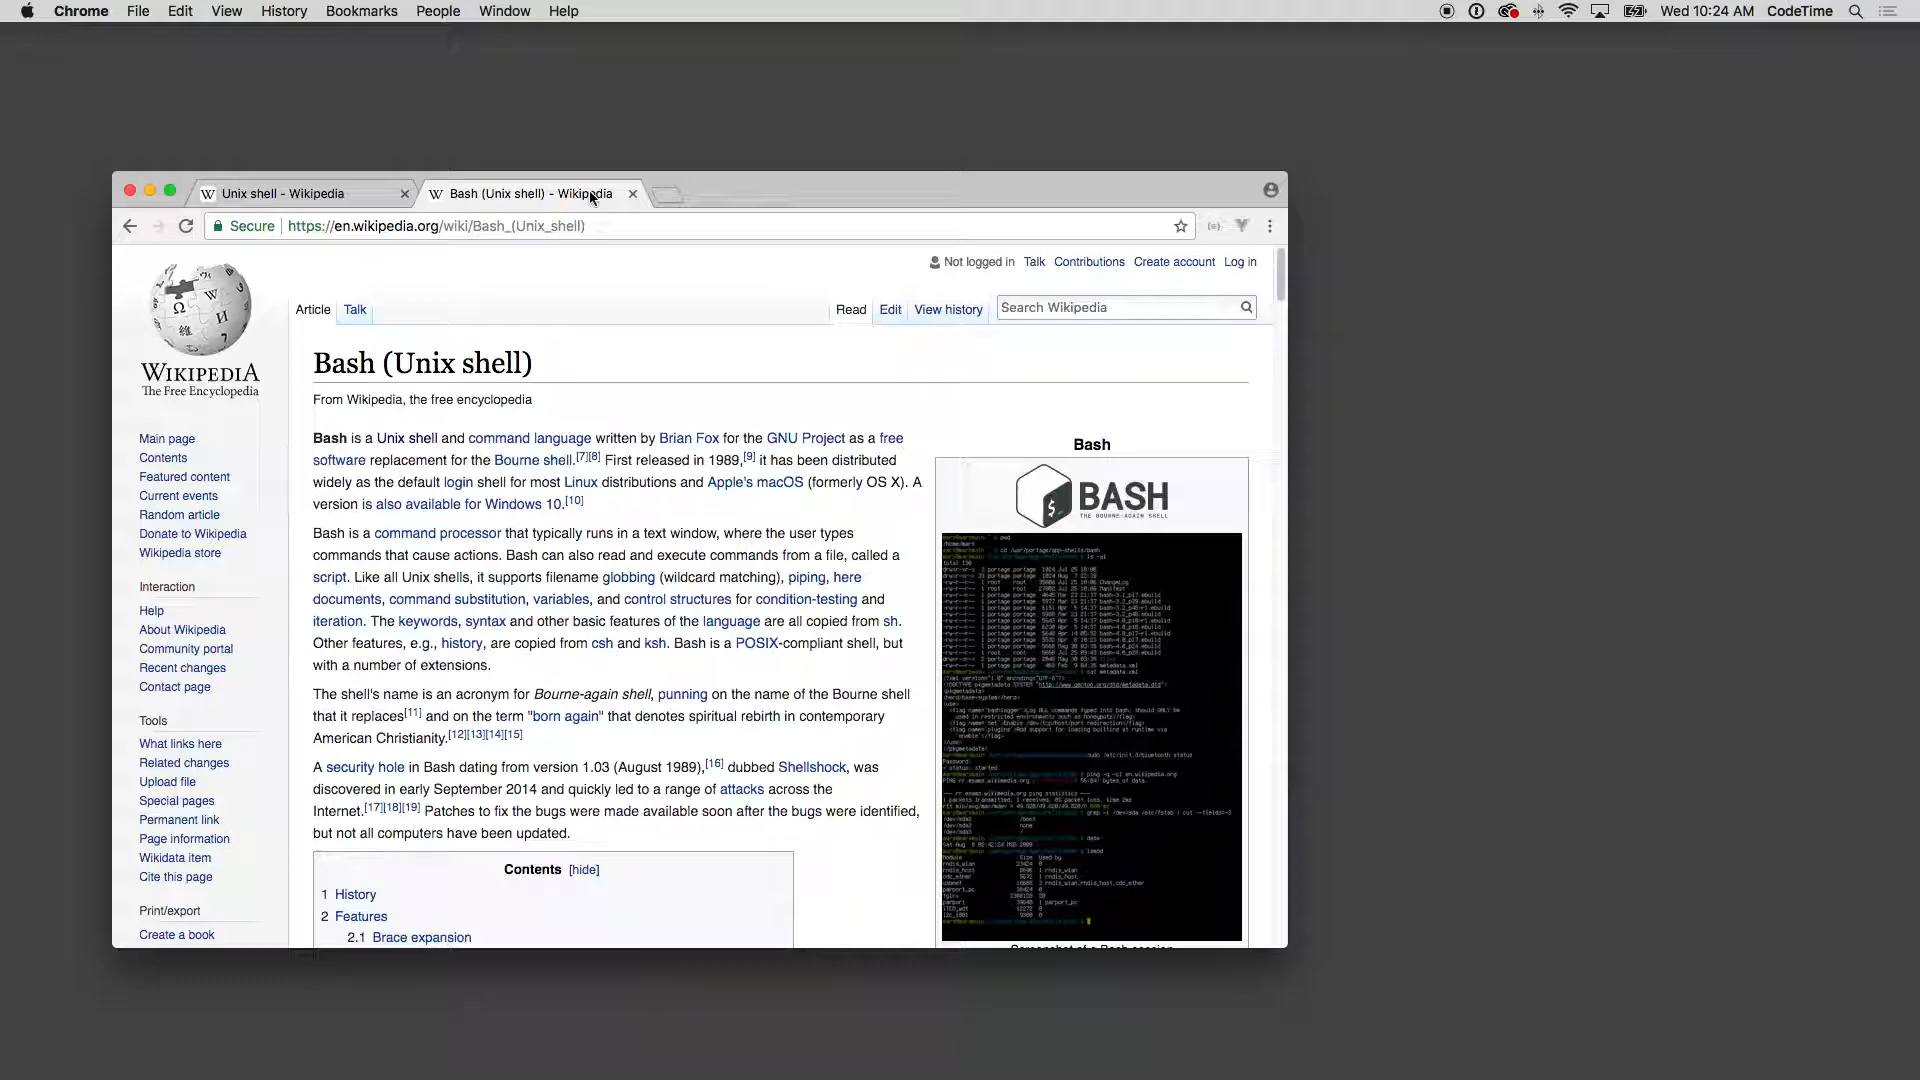 Chrome File Edit View History Bookmarks People Window Help Wed 10:24 AM CodeTime
Unix shell - Wikipedia
Bash (Unix shell) - Wikipedia
Secure https://en.wikipedia.org/wiki/Bash_(Unix_shell)
Not logged in Talk Contributions Create account Log in
Article Talk Read Edit View history Search Wikipedia
WIKIPEDIA
The Free Encyclopedia
Main page
Contents
Featured content
Current events
Random article
Donate to Wikipedia
Wikipedia store
Interaction
Help
About Wikipedia
Community portal
Recent changes
Contact page
Tools
What links here
Related changes
Upload file
Special pages
Permanent link
Page information
Wikidata item
Cite this page
Print/export
Create a book
Bash (Unix shell)
From Wikipedia, the free encyclopedia
Bash is a Unix shell and command language written by Brian Fox for the GNU Project as a free
software replacement for the Bourne shell.[7][8] First released in 1989,[9] it has been distributed
widely as the default login shell for most Linux distributions and Apple's macOS (formerly OS X). A
version is also available for Windows 10.[10]
Bash is a command processor that typically runs in a text window, where the user types
commands that cause actions. Bash can also read and execute commands from a file, called a
script. Like all Unix shells, it supports filename globbing (wildcard matching), piping, here
documents, command substitution, variables, and control structures for condition-testing and
iteration. The keywords, syntax and other basic features of the language are all copied from sh.
Other features, e.g., history, are copied from csh and ksh. Bash is a POSIX-compliant shell, but
with a number of extensions.
The shell's name is an acronym for Bourne-again shell, punning on the name of the Bourne shell
that it replaces[11] and on the term "born again" that denotes spiritual rebirth in contemporary
American Christianity.[12][13][14][15]
A security hole in Bash dating from version 1.03 (August 1989),[16] dubbed Shellshock, was
discovered in early September 2014 and quickly led to a range of attacks across the
Internet.[17][18][19] Patches to fix the bugs were made available soon after the bugs were identified,
but not all computers have been updated.
Contents [hide]
1 History
2 Features
2.1 Brace expansion
Bash
BASH
THE BOURNE-AGAIN SHELL